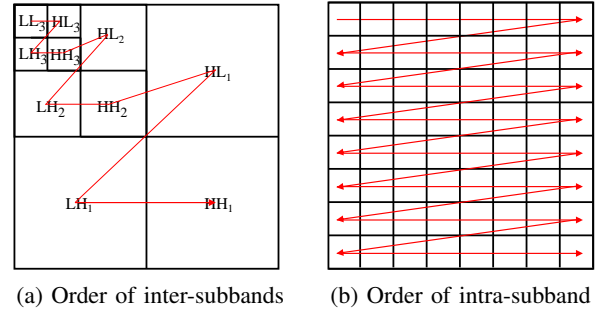 LL₃ HL₃
LH₃ HH₃ HL₂
LH₂ HH₂ HL₁
LH₁ HH₁
(a) Order of inter-subbands (b) Order of intra-subband